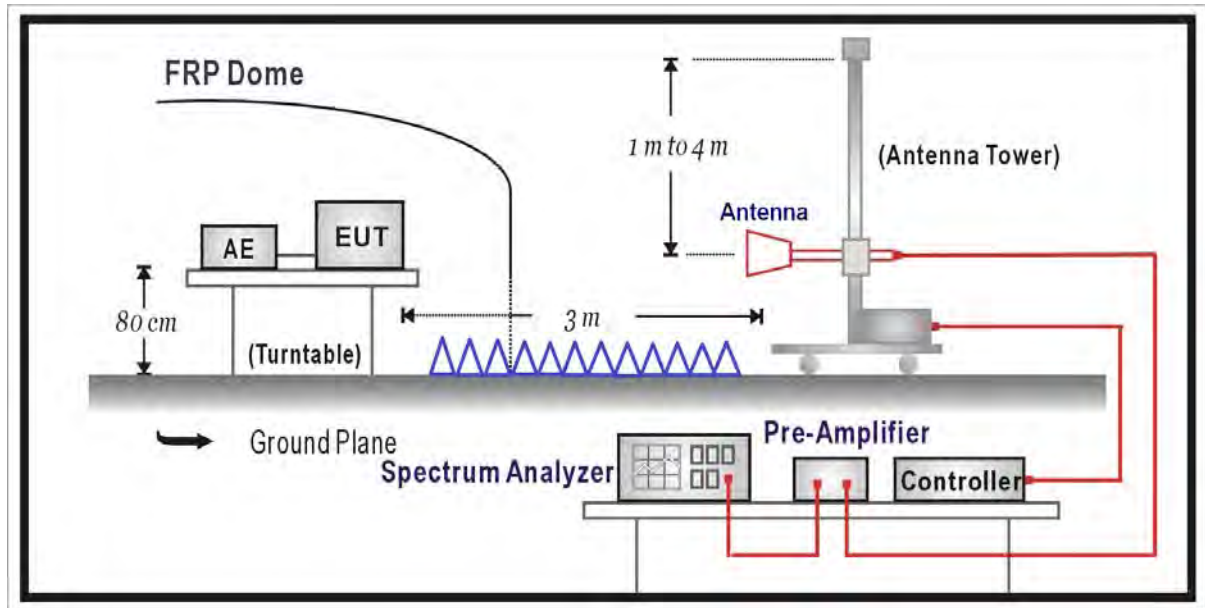 FRP Dome
1 m to 4 m
(Antenna Tower)
Antenna
AE
EUT
80 cm
(Turntable)
3 m
Ground Plane
Pre-Amplifier
Spectrum Analyzer
Controller